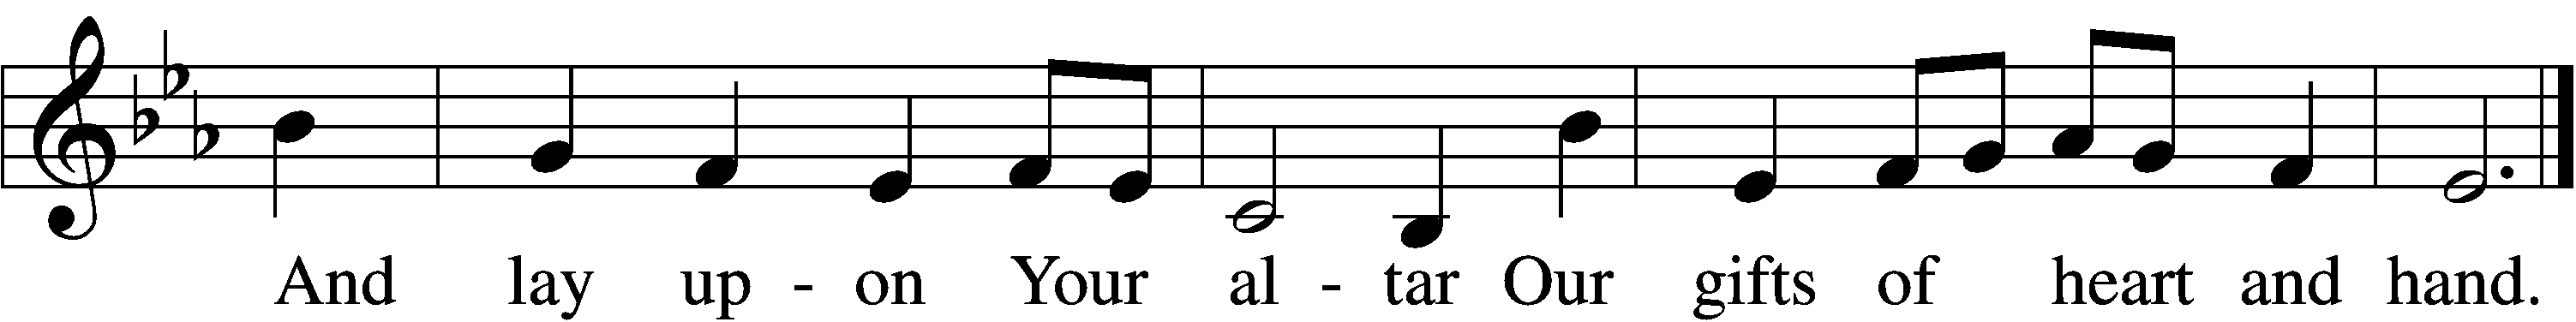 And lay up - on Your al - tar Our gifts of heart and hand.